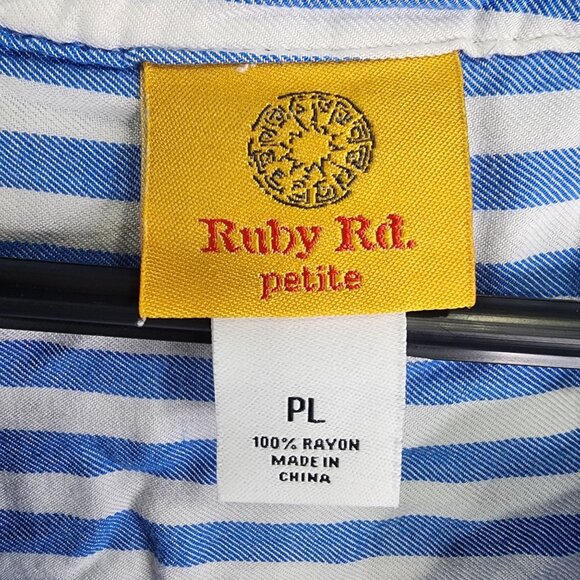 Ruby Rd.
petite
PL
100% RAYON
MADE IN
CHINA